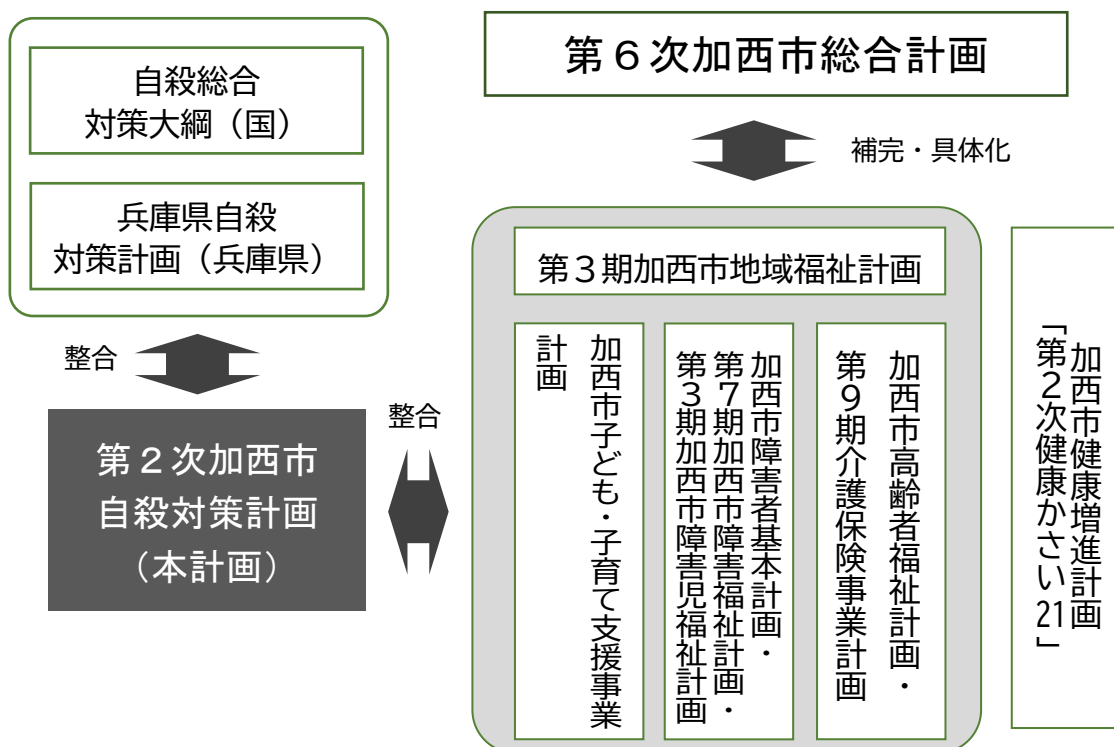 自殺総合
対策大綱（国）
兵庫県自殺
対策計画（兵庫県）
整合
第２次加西市
自殺対策計画
（本計画）
整合
第６次加西市総合計画
補完・具体化
第３期加西市地域福祉計画
加西市子ども・子育て支援事業
計画
加西市障害者基本計画・
第７期加西市障害福祉計画・
第３期加西市障害児福祉計画
加西市高齢者福祉計画・
第９期介護保険事業計画
加西市健康増進計画
「第２次健康かさい21」